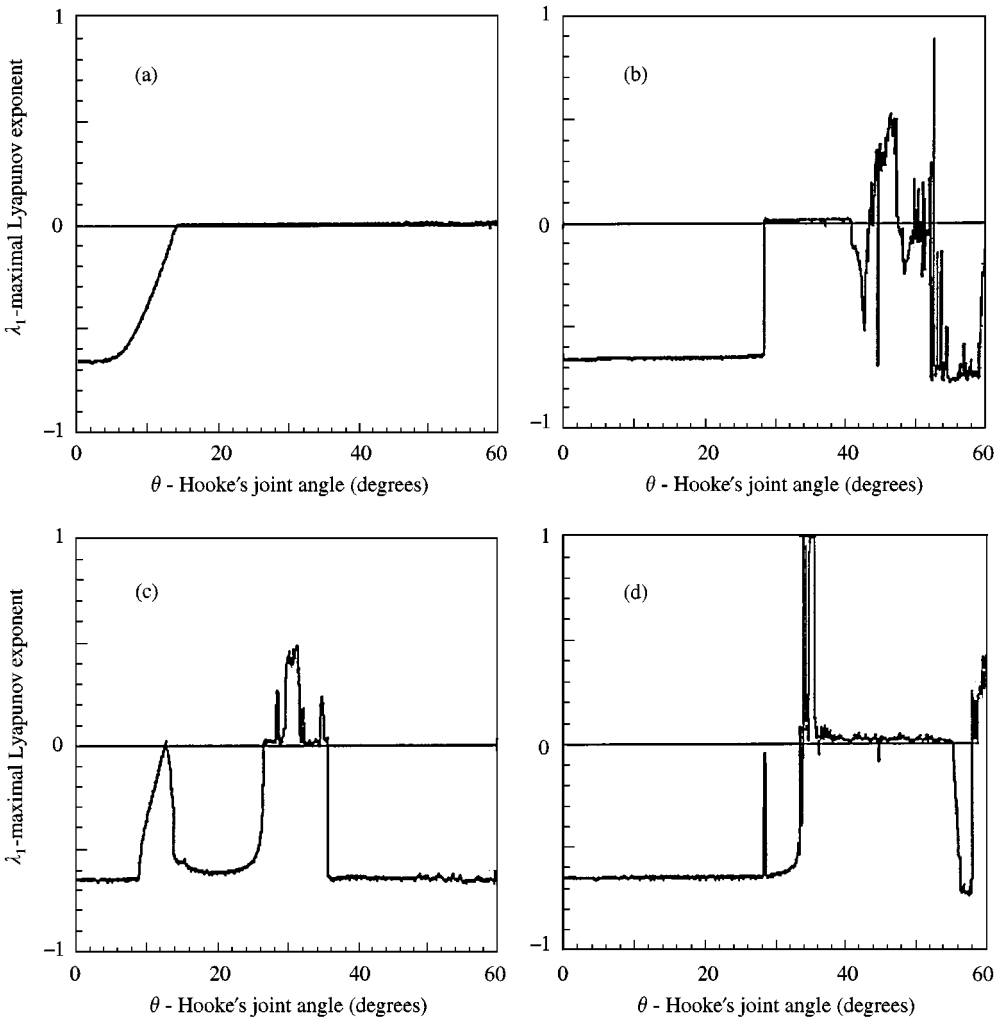 1
(a)
λ₁-maximal Lyapunov exponent
0
−1
0
20
40
60
θ - Hooke's joint angle (degrees)
1
(b)
0
−1
0
20
40
60
θ - Hooke's joint angle (degrees)
1
(c)
λ₁-maximal Lyapunov exponent
0
−1
0
20
40
60
θ - Hooke's joint angle (degrees)
1
(d)
0
−1
0
20
40
60
θ - Hooke's joint angle (degrees)